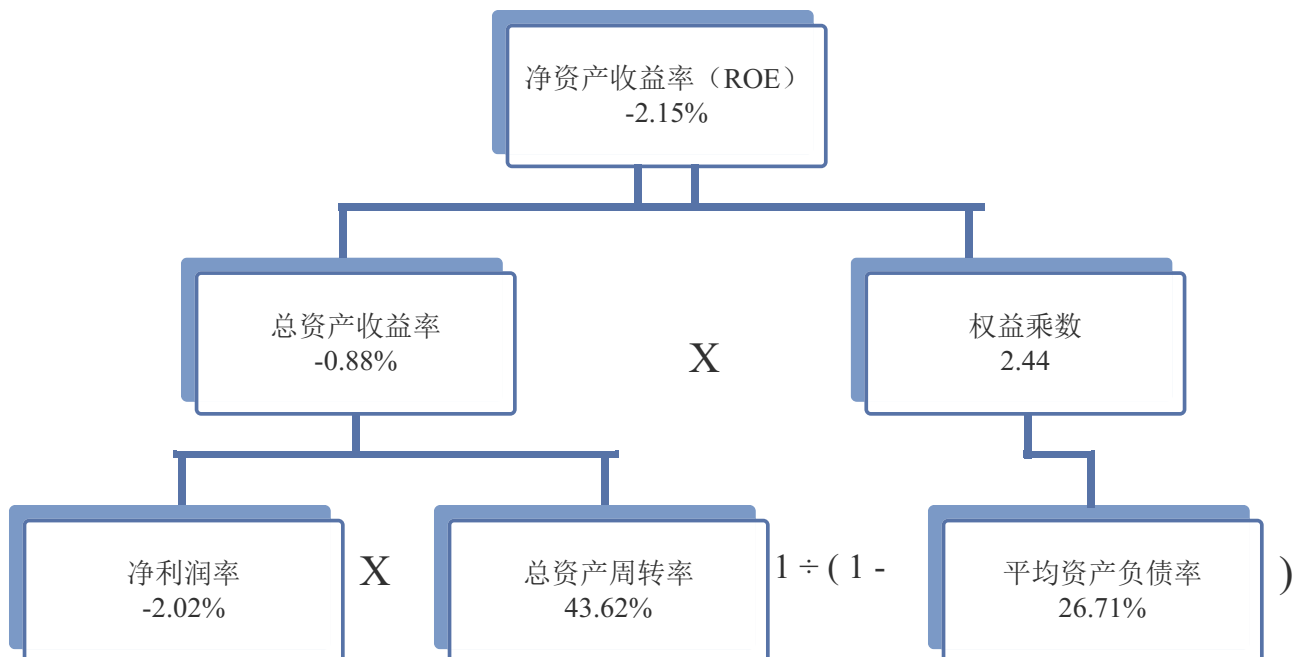 净资产收益率（ROE）
-2.15%
总资产收益率
-0.88%
X
权益乘数
2.44
净利润率
-2.02%
X
总资产周转率
43.62%
1 ÷ ( 1 -
平均资产负债率
26.71%
)